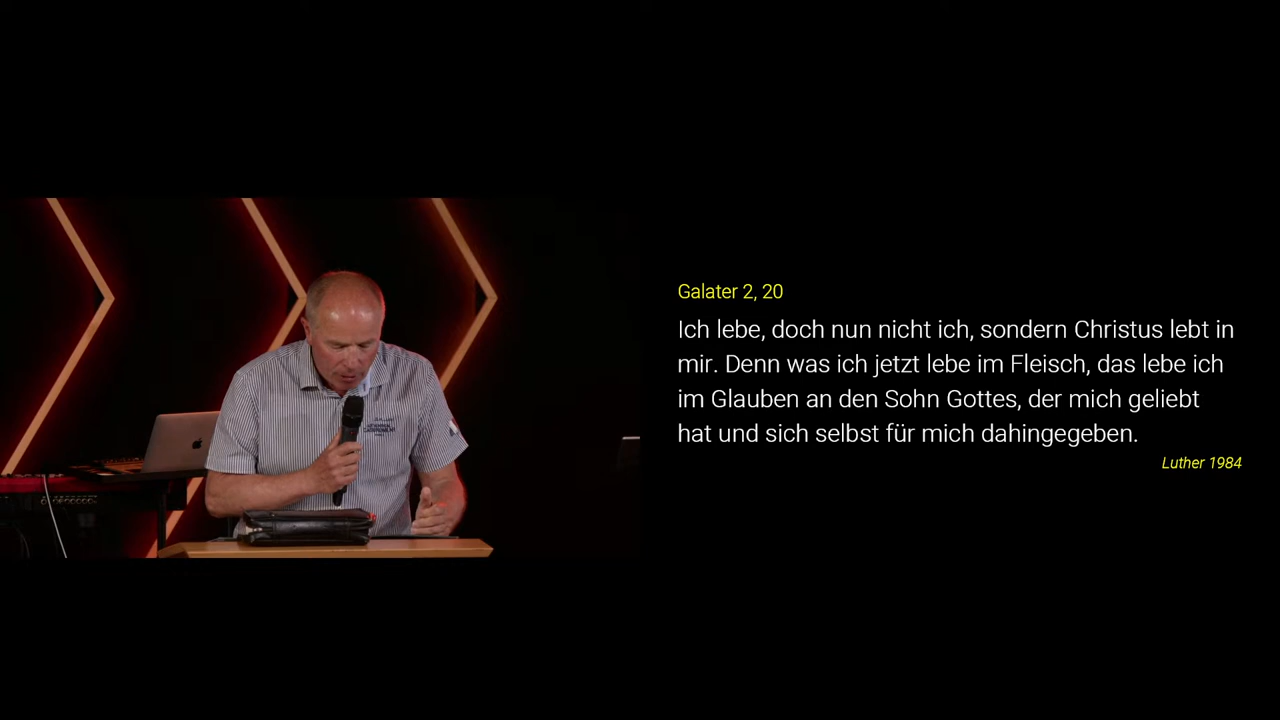 Galater 2, 20
Ich lebe, doch nun nicht ich, sondern Christus lebt in
mir. Denn was ich jetzt lebe im Fleisch, das lebe ich
im Glauben an den Sohn Gottes, der mich geliebt
hat und sich selbst für mich dahingegeben.
Luther 1984